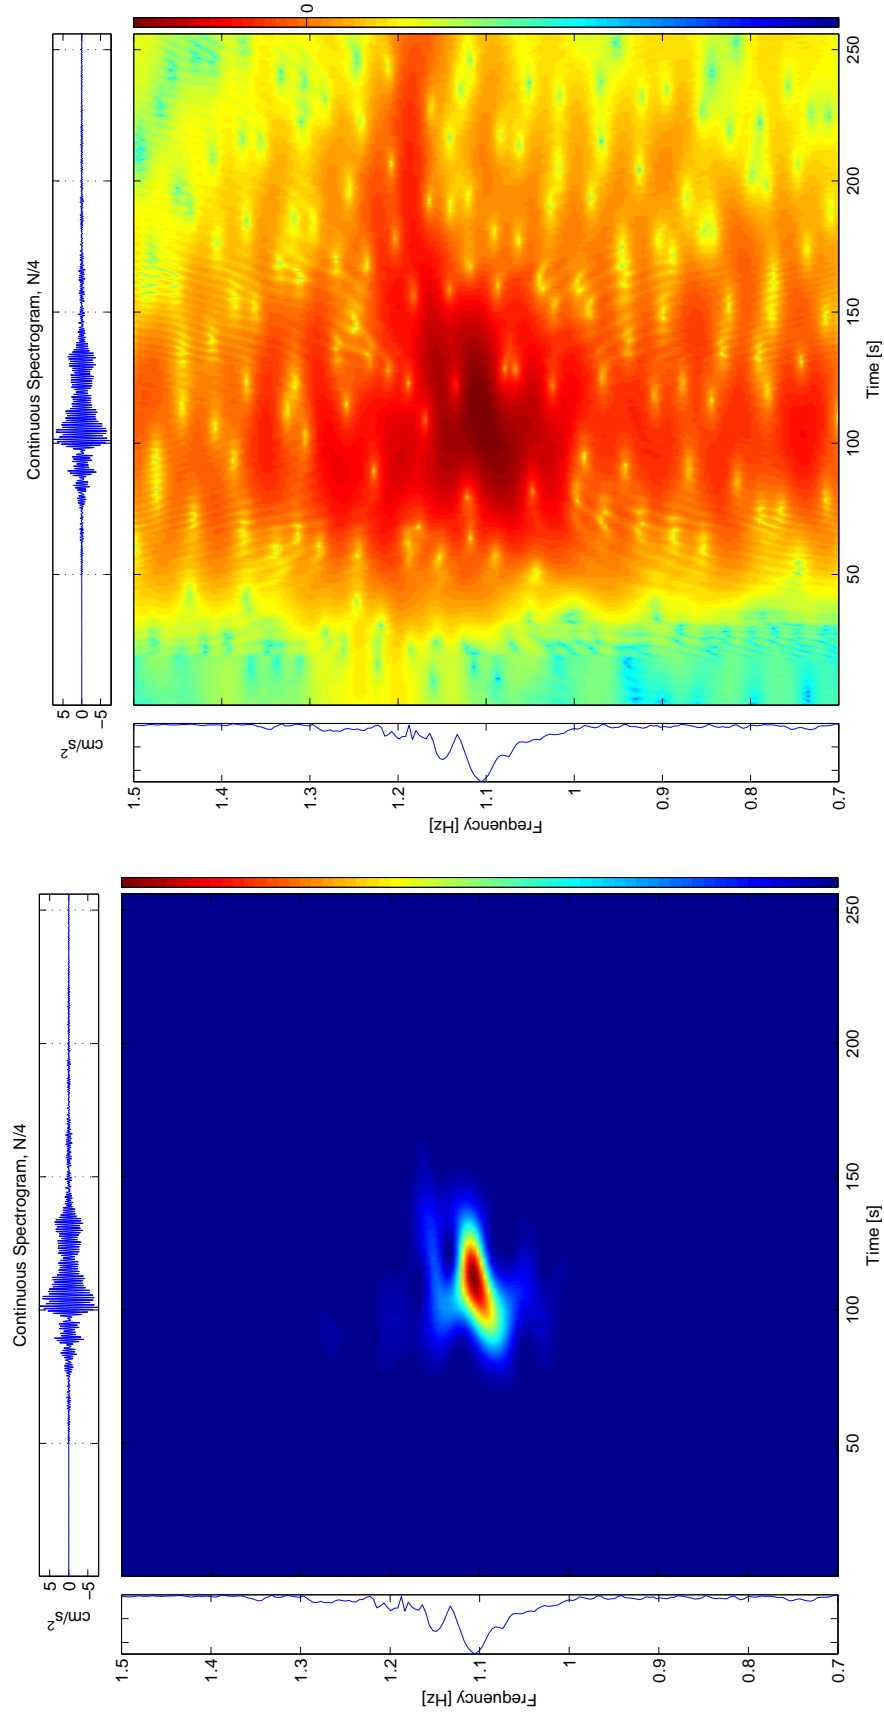 Continuous Spectrogram, N/4
5
0
−5
cm/s²
1.5
1.4
1.3
1.2
1.1
1
0.9
0.8
0.7
Frequency [Hz]
50 100 150 200 250
Time [s]
Continuous Spectrogram, N/4
5
0
−5
cm/s²
1.5
1.4
1.3
1.2
1.1
1
0.9
0.8
0.7
Frequency [Hz]
50 100 150 200 250
Time [s]
0